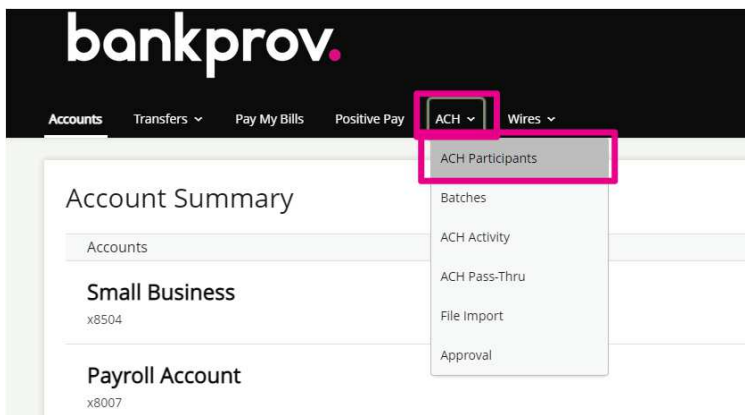 bankprov.
Accounts Transfers Pay My Bills Positive Pay ACH Wires
ACH Participants
Account Summary
Batches
Accounts
ACH Activity
Small Business
ACH Pass-Thru
x8504
File Import
Approval
Payroll Account
x8007